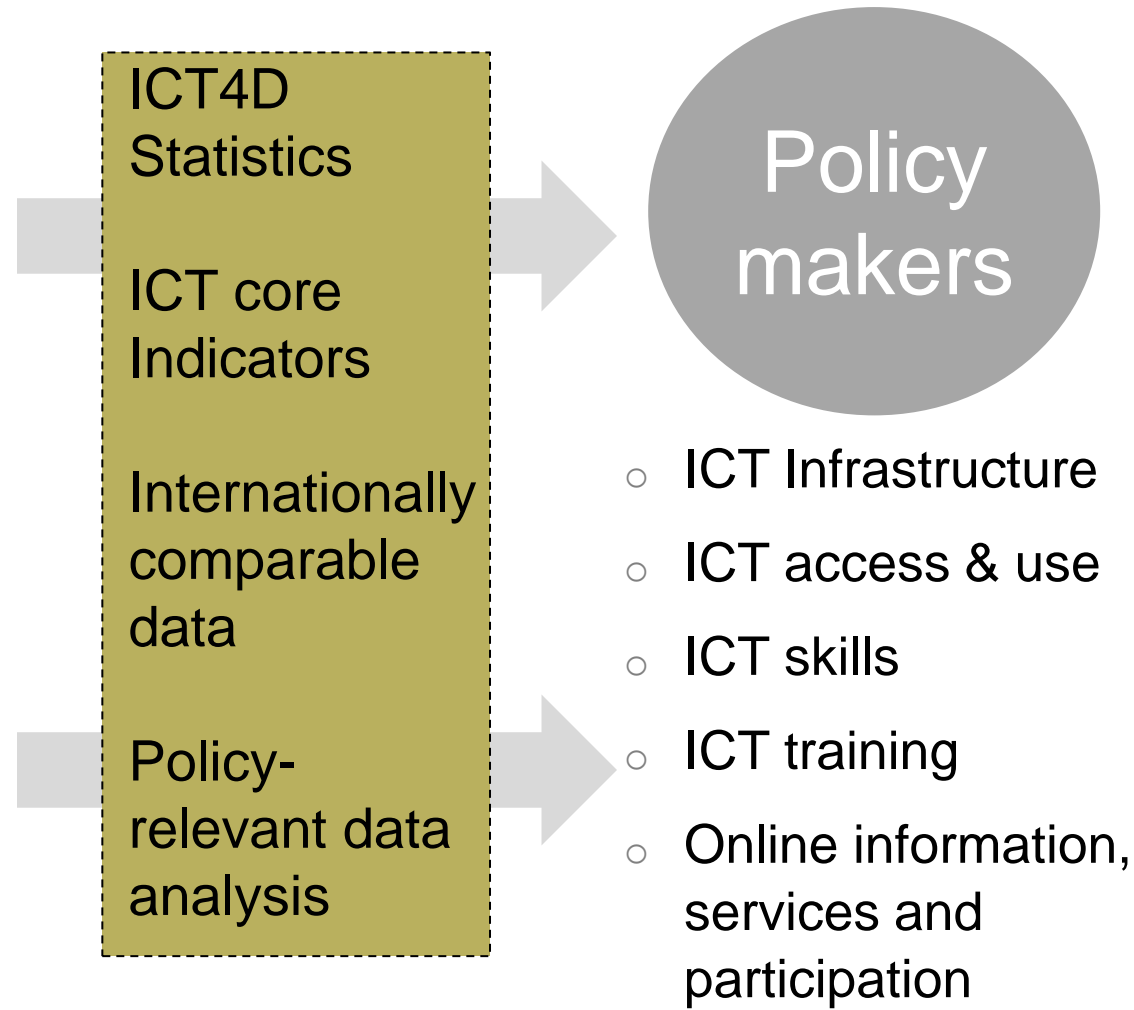 ICT4D
Statistics
ICT core
Indicators
Internationally
comparable
data
Policy-
relevant data
analysis
Policy
makers
○ ICT Infrastructure
○ ICT access & use
○ ICT skills
○ ICT training
○ Online information,
services and
participation